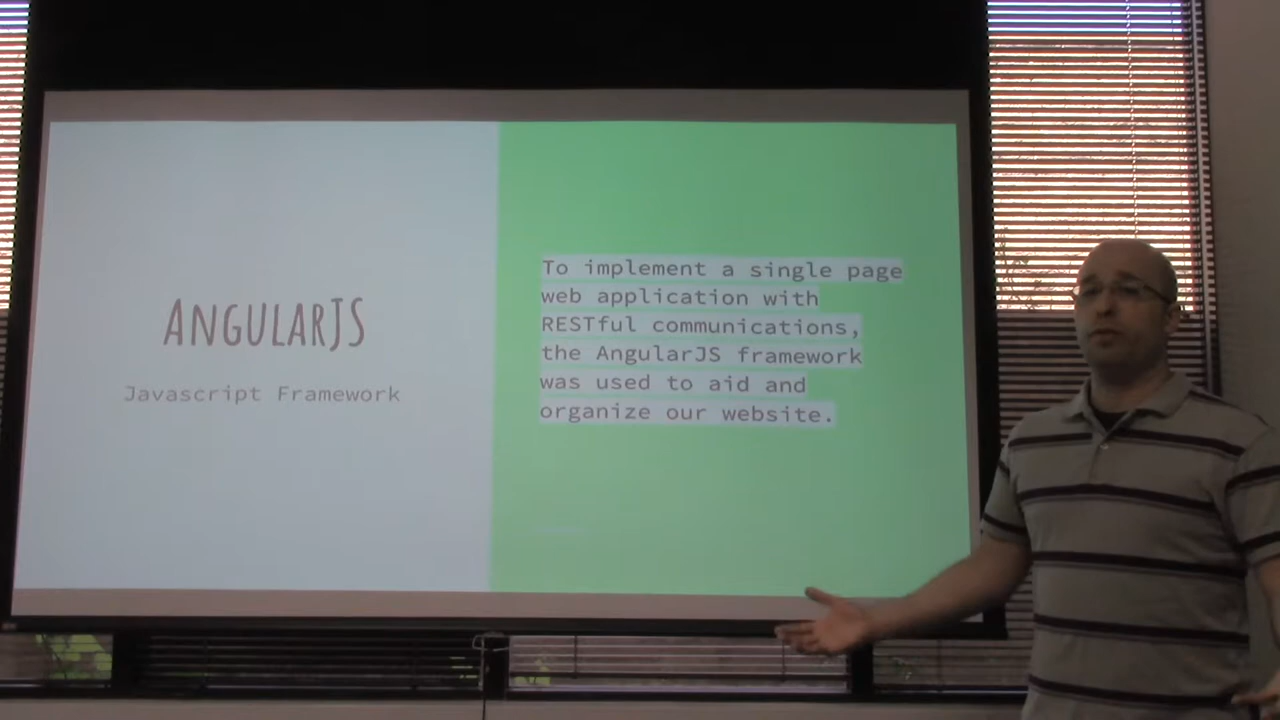 AngularJS
Javascript Framework
To implement a single page
web application with
RESTful communications,
the AngularJS framework
was used to aid and
organize our website.